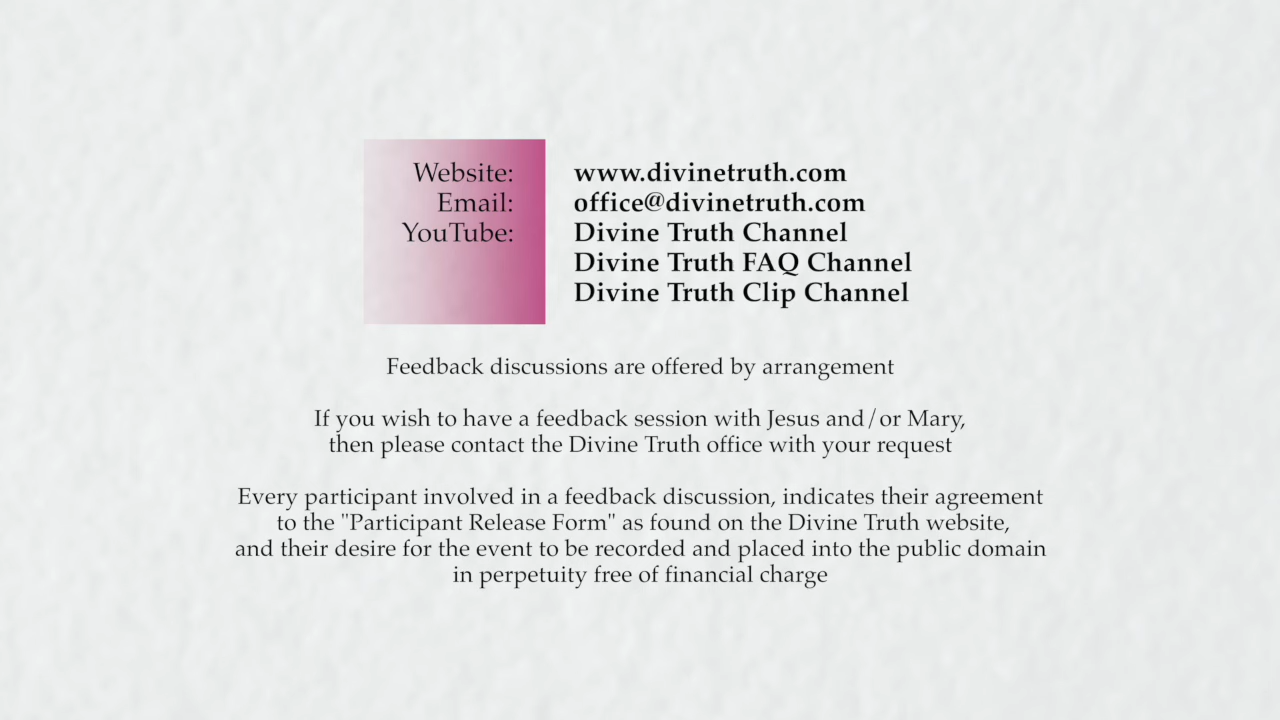 Website: www.divinetruth.com
Email: office@divinetruth.com
YouTube: Divine Truth Channel
Divine Truth FAQ Channel
Divine Truth Clip Channel
Feedback discussions are offered by arrangement
If you wish to have a feedback session with Jesus and/or Mary,
then please contact the Divine Truth office with your request
Every participant involved in a feedback discussion, indicates their agreement
to the "Participant Release Form" as found on the Divine Truth website,
and their desire for the event to be recorded and placed into the public domain
in perpetuity free of financial charge